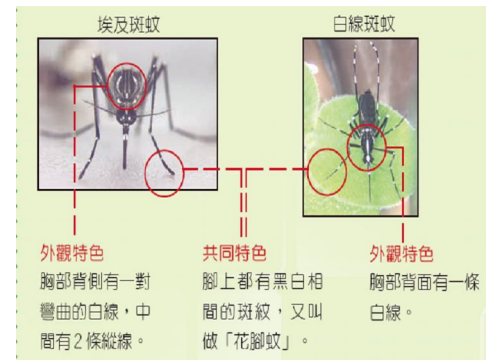 埃及斑蚊
白線斑蚊
外觀特色
胸部背側有一對
彎曲的白線，中
間有2條縱線。
共同特色
腳上都有黑白相
間的斑紋，又叫
做「花腳蚊」。
外觀特色
胸部背面有一條
白線。